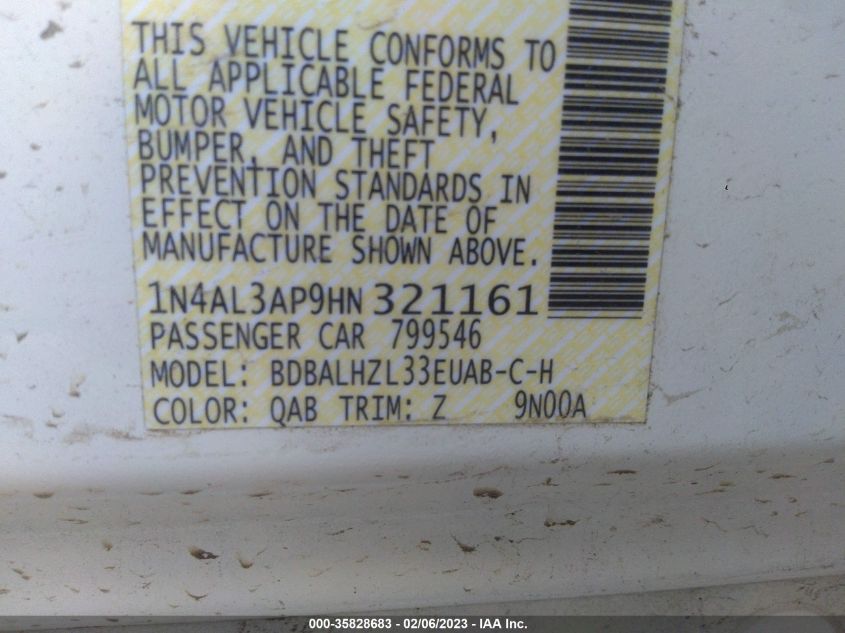 THIS VEHICLE CONFORMS TO
ALL APPLICABLE FEDERAL
MOTOR VEHICLE SAFETY,
BUMPER, AND THEFT
PREVENTION STANDARDS IN
EFFECT ON THE DATE OF
MANUFACTURE SHOWN ABOVE.
1N4AL3AP9HN321161
PASSENGER CAR 799546
MODEL: BDBALHZL33EUAB-C-H
COLOR: QAB TRIM: Z 9N00A
000-35828683 - 02/06/2023 - IAA Inc.